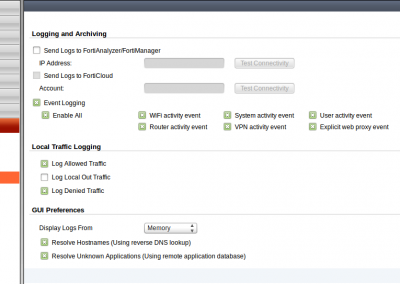 Logging and Archiving
Send Logs to FortiAnalyzer/FortiManager
IP Address: Test Connectivity
Send Logs to FortiCloud
Account: Test Connectivity
Event Logging
Enable All WiFi activity event System activity event User activity event
Router activity event VPN activity event Explicit web proxy event
Local Traffic Logging
Log Allowed Traffic
Log Local Out Traffic
Log Denied Traffic
GUI Preferences
Display Logs From Memory
Resolve Hostnames (Using reverse DNS lookup)
Resolve Unknown Applications (Using remote application database)